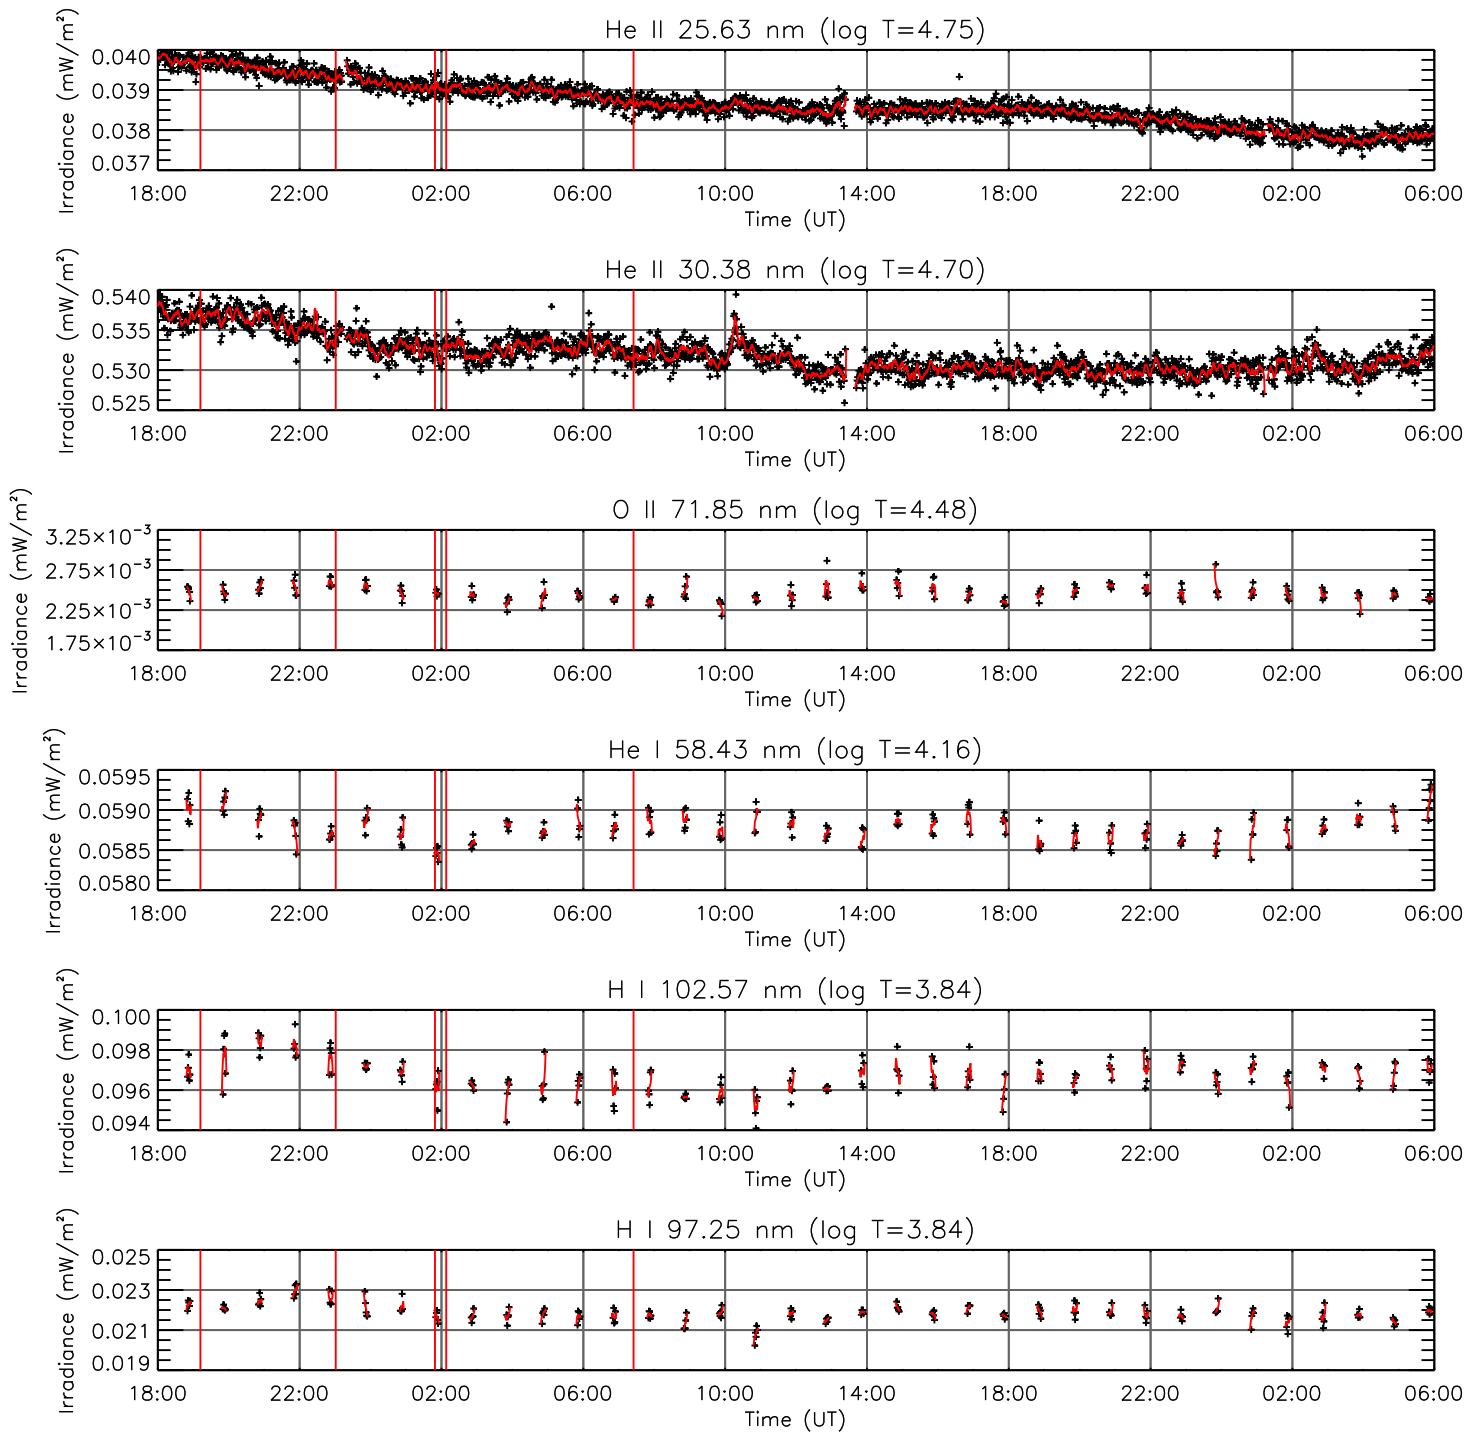 He II 25.63 nm (log T=4.75)
Irradiance (mW/m²)
0.040
0.039
0.038
0.037
18:00 22:00 02:00 06:00 10:00 14:00 18:00 22:00 02:00 06:00
Time (UT)
He II 30.38 nm (log T=4.70)
Irradiance (mW/m²)
0.540
0.535
0.530
0.525
18:00 22:00 02:00 06:00 10:00 14:00 18:00 22:00 02:00 06:00
Time (UT)
O II 71.85 nm (log T=4.48)
Irradiance (mW/m²)
3.25×10⁻³
2.75×10⁻³
2.25×10⁻³
1.75×10⁻³
18:00 22:00 02:00 06:00 10:00 14:00 18:00 22:00 02:00 06:00
Time (UT)
He I 58.43 nm (log T=4.16)
Irradiance (mW/m²)
0.0595
0.0590
0.0585
0.0580
18:00 22:00 02:00 06:00 10:00 14:00 18:00 22:00 02:00 06:00
Time (UT)
H I 102.57 nm (log T=3.84)
Irradiance (mW/m²)
0.100
0.098
0.096
0.094
18:00 22:00 02:00 06:00 10:00 14:00 18:00 22:00 02:00 06:00
Time (UT)
H I 97.25 nm (log T=3.84)
Irradiance (mW/m²)
0.025
0.023
0.021
0.019
18:00 22:00 02:00 06:00 10:00 14:00 18:00 22:00 02:00 06:00
Time (UT)